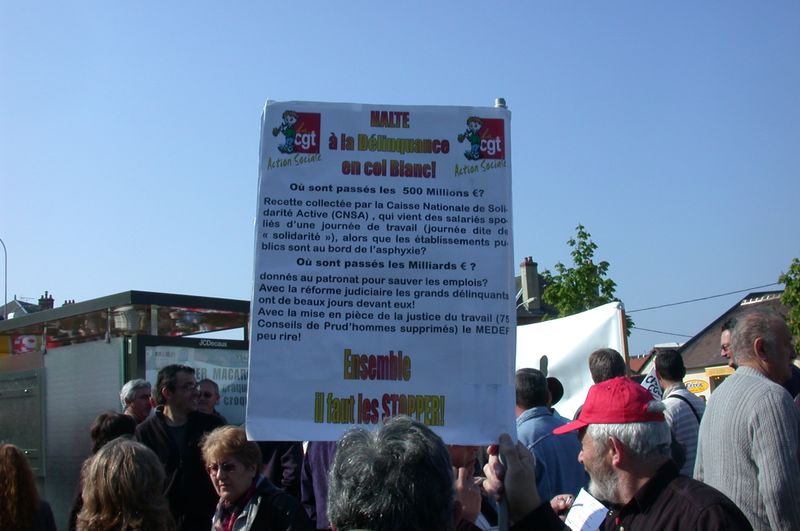 HALTE
à la Délinquance
en col Blanc!
La cgt
Action Sociale
La cgt
Action Sociale
Où sont passés les 500 Millions €?
Recette collectée par la Caisse Nationale de Soli-
darité Active (CNSA) , qui vient des salariés spo-
liés d'une journée de travail (journée dite de
« solidarité »), alors que les établissements pu-
blics sont au bord de l'asphyxie?
Où sont passés les Milliards € ?
donnés au patronat pour sauver les emplois?
Avec la réforme judiciaire les grands délinquants
ont de beaux jours devant eux!
Avec la mise en pièce de la justice du travail (75
Conseils de Prud'hommes supprimés) le MEDEF
peu rire!
Ensemble
il faut les STOPPER!
JCDecaux